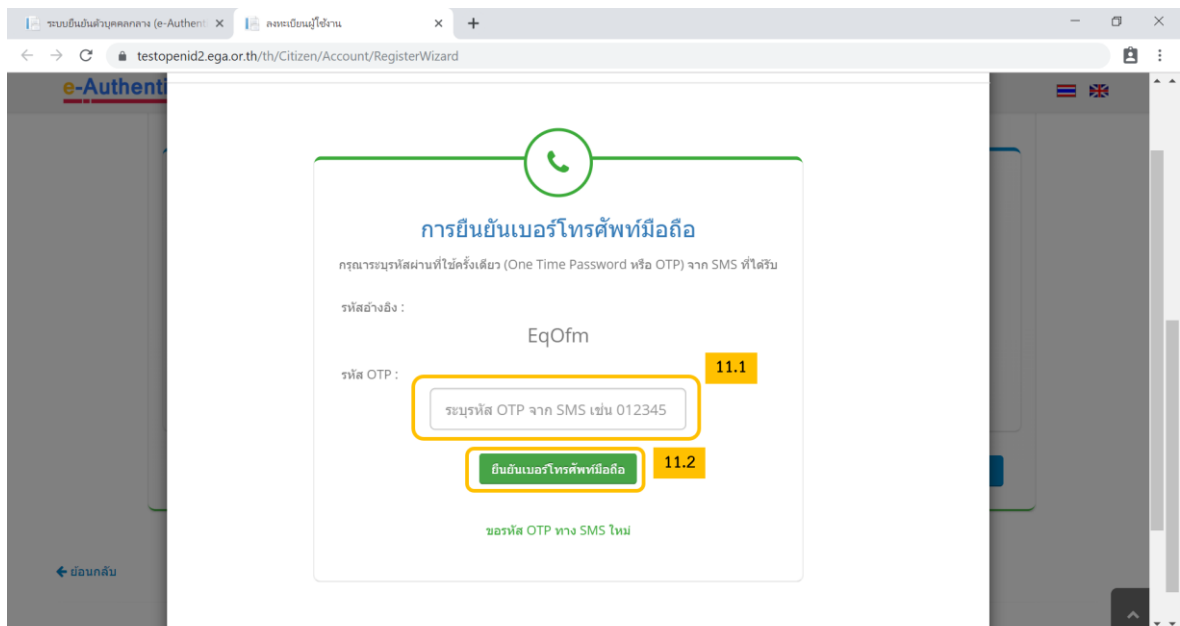 ระบบยืนยันตัวบุคคลกลาง (e-Authenti
ลงทะเบียนผู้ใช้งาน
testopenid2.ega.or.th/th/Citizen/Account/RegisterWizard
e-Authenti
การยืนยันเบอร์โทรศัพท์มือถือ
กรุณาระบุรหัสผ่านที่ใช้ครั้งเดียว (One Time Password หรือ OTP) จาก SMS ที่ได้รับ
รหัสอ้างอิง :
EqOfm
11.1
รหัส OTP :
ระบุรหัส OTP จาก SMS เช่น 012345
ยืนยันเบอร์โทรศัพท์มือถือ
11.2
ขอรหัส OTP ทาง SMS ใหม่
ย้อนกลับ